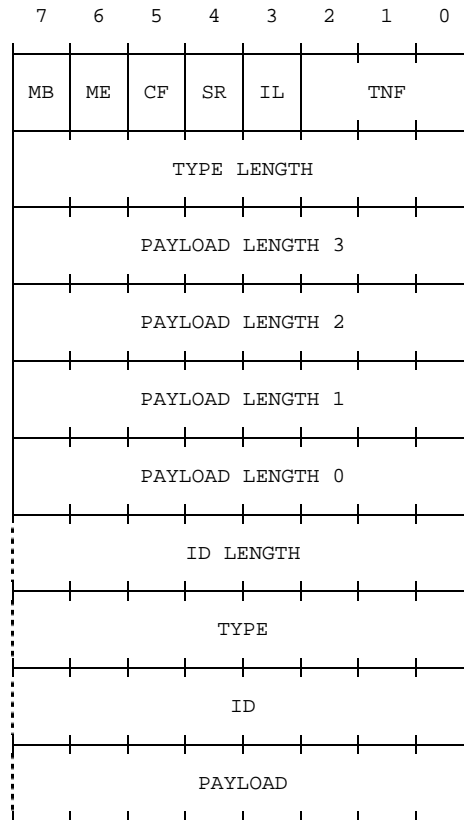 7 6 5 4 3 2 1 0
MB ME CF SR IL TNF
TYPE LENGTH
PAYLOAD LENGTH 3
PAYLOAD LENGTH 2
PAYLOAD LENGTH 1
PAYLOAD LENGTH 0
ID LENGTH
TYPE
ID
PAYLOAD